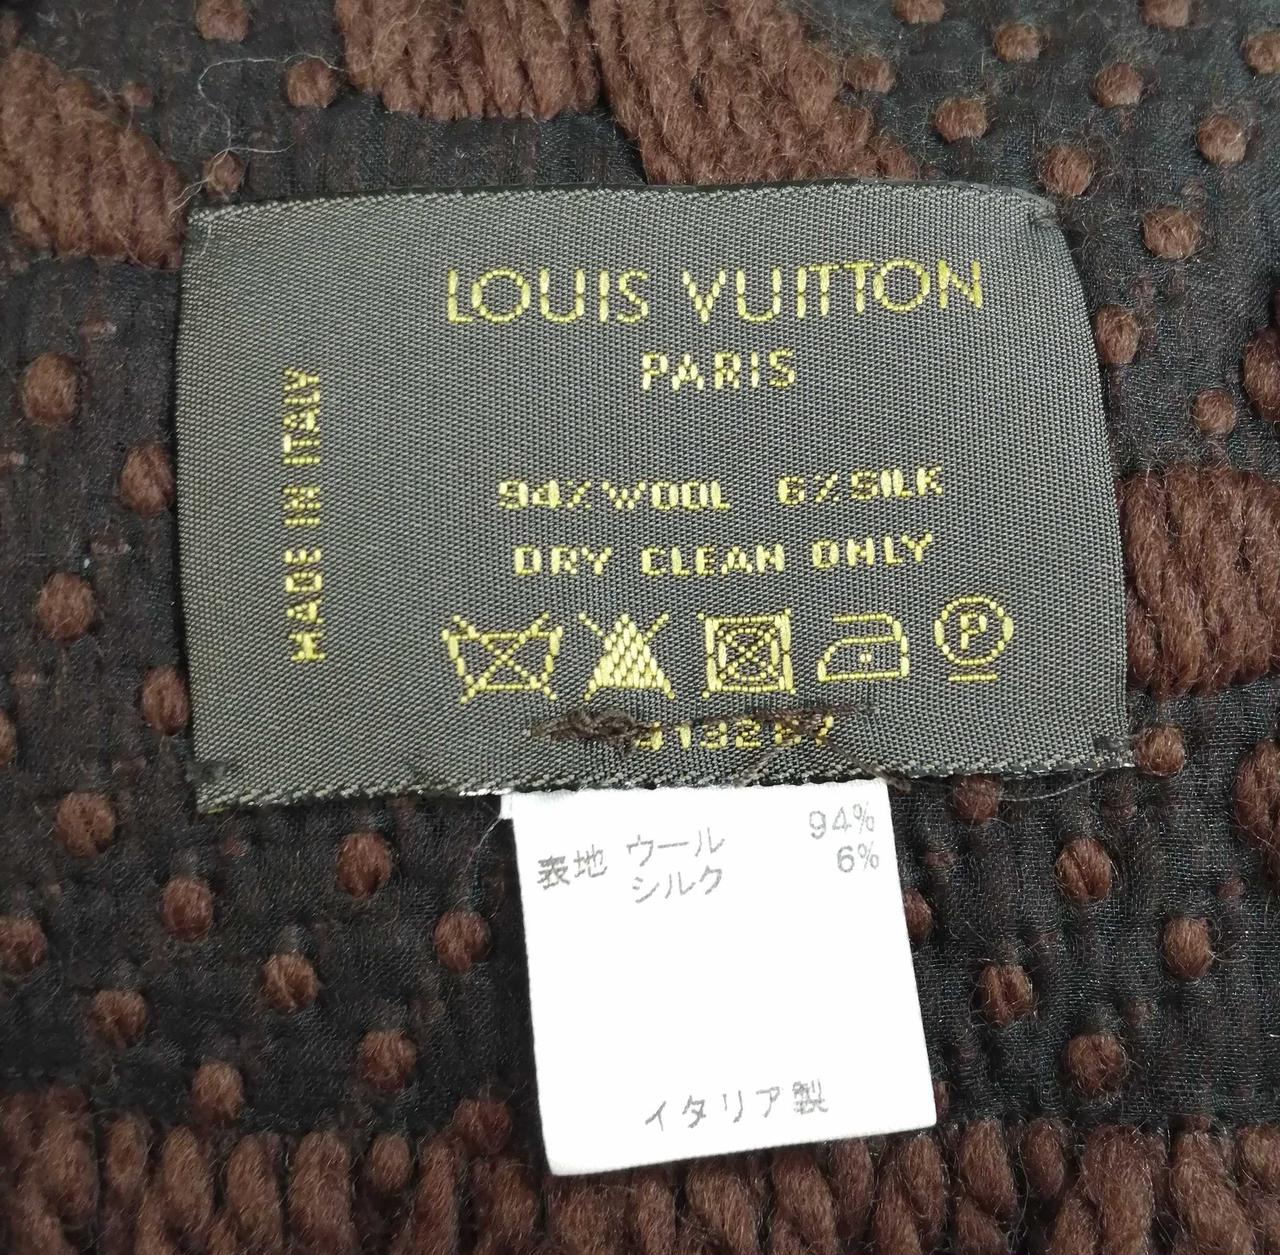 LOUIS VUITTON
PARIS
MADE IN ITALY
94% WOOL 6% SILK
DRY CLEAN ONLY
P
表地 ウール 94%
シルク 6%
イタリア製